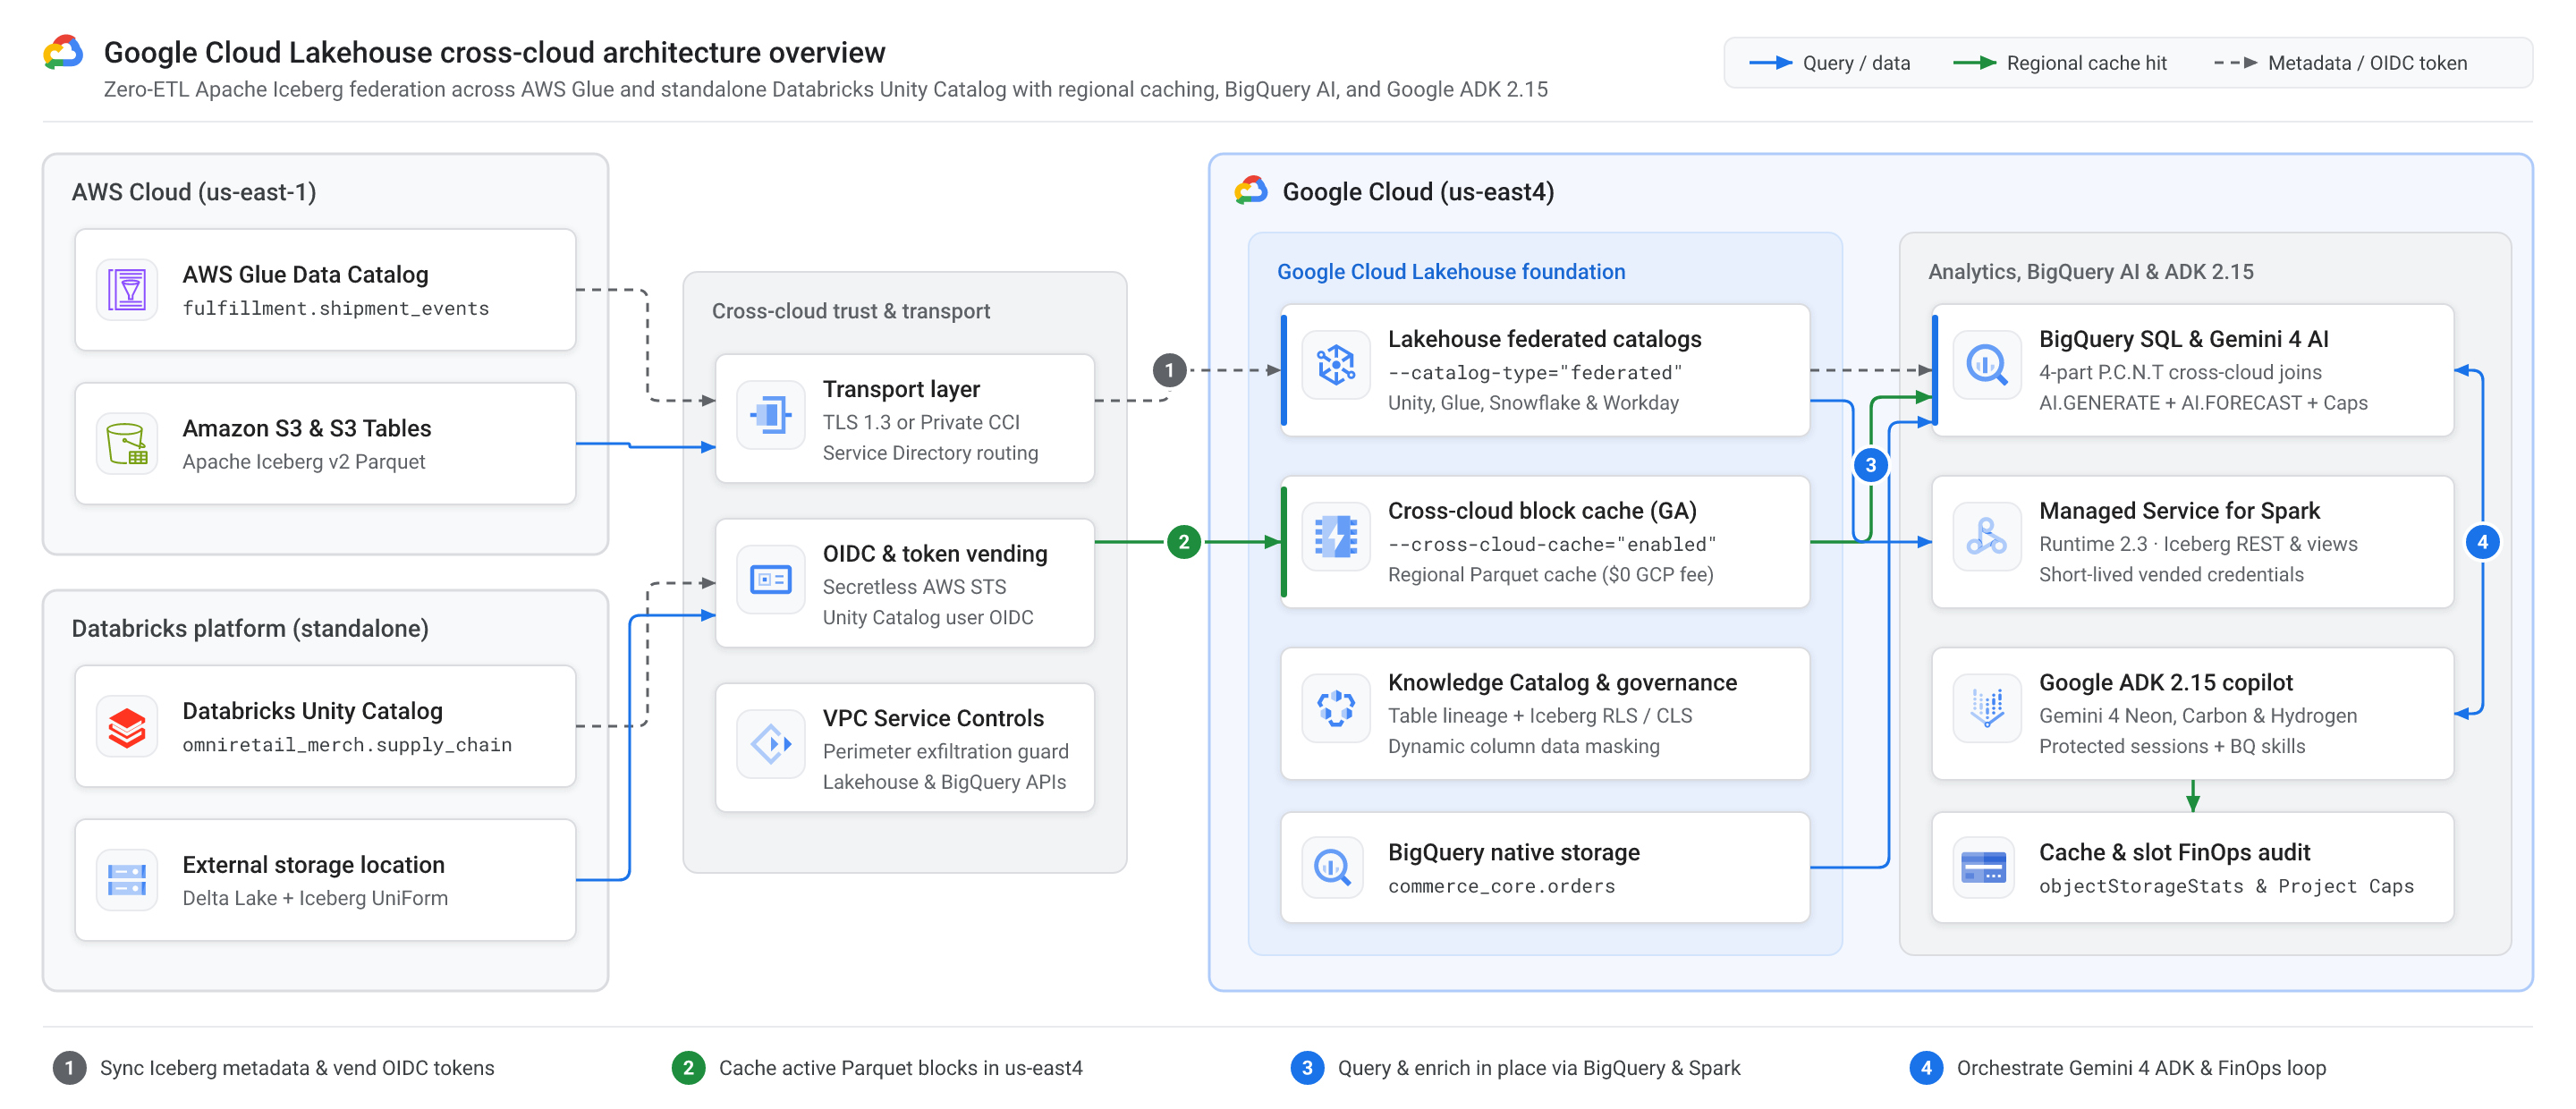 Google Cloud Lakehouse cross-cloud architecture overview
Zero-ETL Apache Iceberg federation across AWS Glue and standalone Databricks Unity Catalog with regional caching, BigQuery AI, and Google ADK 2.15
Query / data
Regional cache hit
Metadata / OIDC token
AWS Cloud (us-east-1)
AWS Glue Data Catalog
fulfillment.shipment_events
Amazon S3 & S3 Tables
Apache Iceberg v2 Parquet
Databricks platform (standalone)
Databricks Unity Catalog
omniretail_merch.supply_chain
External storage location
Delta Lake + Iceberg UniForm
Cross-cloud trust & transport
Transport layer
TLS 1.3 or Private CCI
Service Directory routing
OIDC & token vending
Secretless AWS STS
Unity Catalog user OIDC
VPC Service Controls
Perimeter exfiltration guard
Lakehouse & BigQuery APIs
1
2
Google Cloud (us-east4)
Google Cloud Lakehouse foundation
Lakehouse federated catalogs
--catalog-type="federated"
Unity, Glue, Snowflake & Workday
Cross-cloud block cache (GA)
--cross-cloud-cache="enabled"
Regional Parquet cache ($0 GCP fee)
Knowledge Catalog & governance
Table lineage + Iceberg RLS / CLS
Dynamic column data masking
BigQuery native storage
commerce_core.orders
3
Analytics, BigQuery AI & ADK 2.15
BigQuery SQL & Gemini 4 AI
4-part P.C.N.T cross-cloud joins
AI.GENERATE + AI.FORECAST + Caps
Managed Service for Spark
Runtime 2.3 · Iceberg REST & views
Short-lived vended credentials
Google ADK 2.15 copilot
Gemini 4 Neon, Carbon & Hydrogen
Protected sessions + BQ skills
Cache & slot FinOps audit
objectStorageStats & Project Caps
4
1 Sync Iceberg metadata & vend OIDC tokens
2 Cache active Parquet blocks in us-east4
3 Query & enrich in place via BigQuery & Spark
4 Orchestrate Gemini 4 ADK & FinOps loop